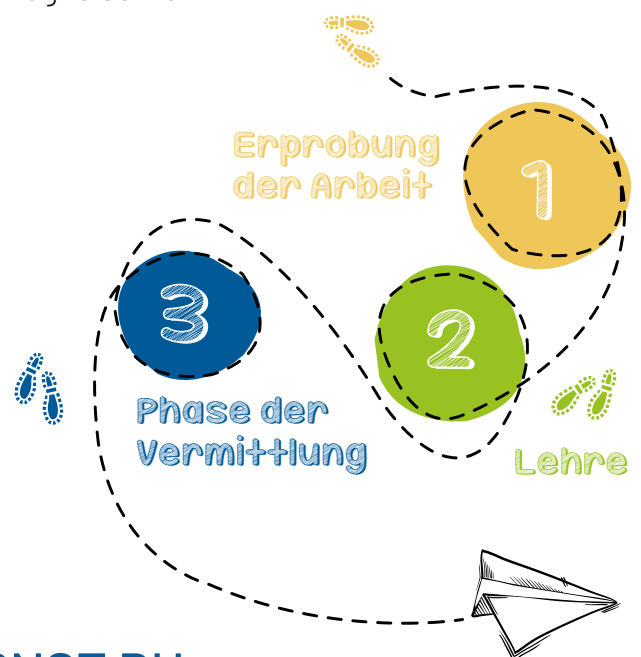 1
Erprobung
der Arbeit
2
Lehre
3
Phase der
Vermittlung